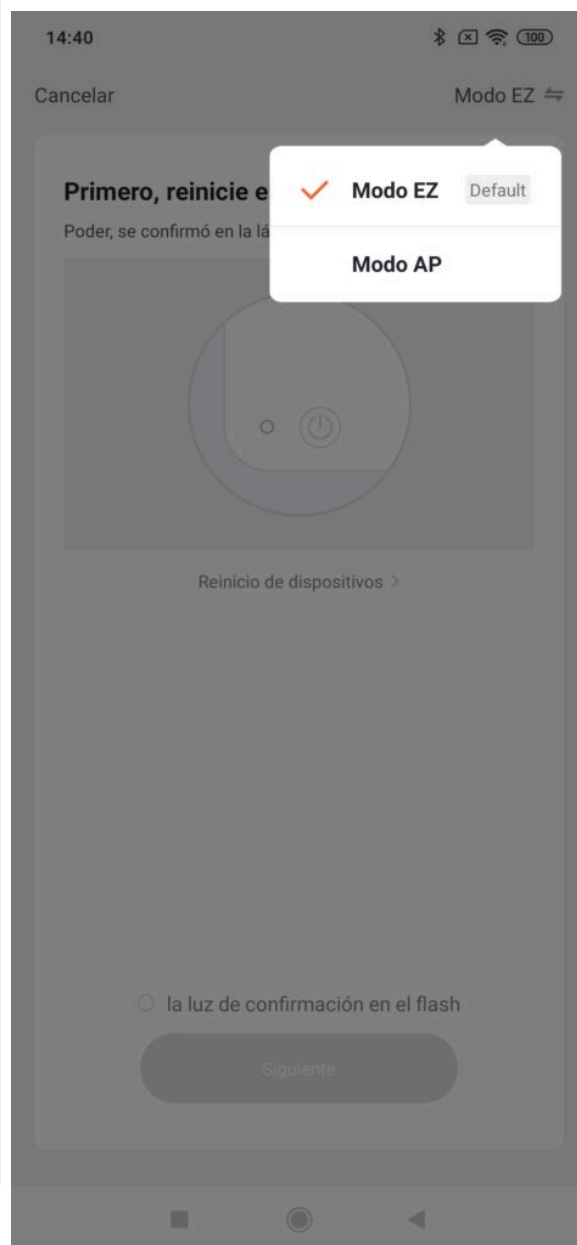 14:40
100
Cancelar
Modo EZ
Primero, reinicie e
Modo EZ
Default
Poder, se confirmó en la lá
Modo AP
Reinicio de dispositivos >
la luz de confirmación en el flash
Siguiente